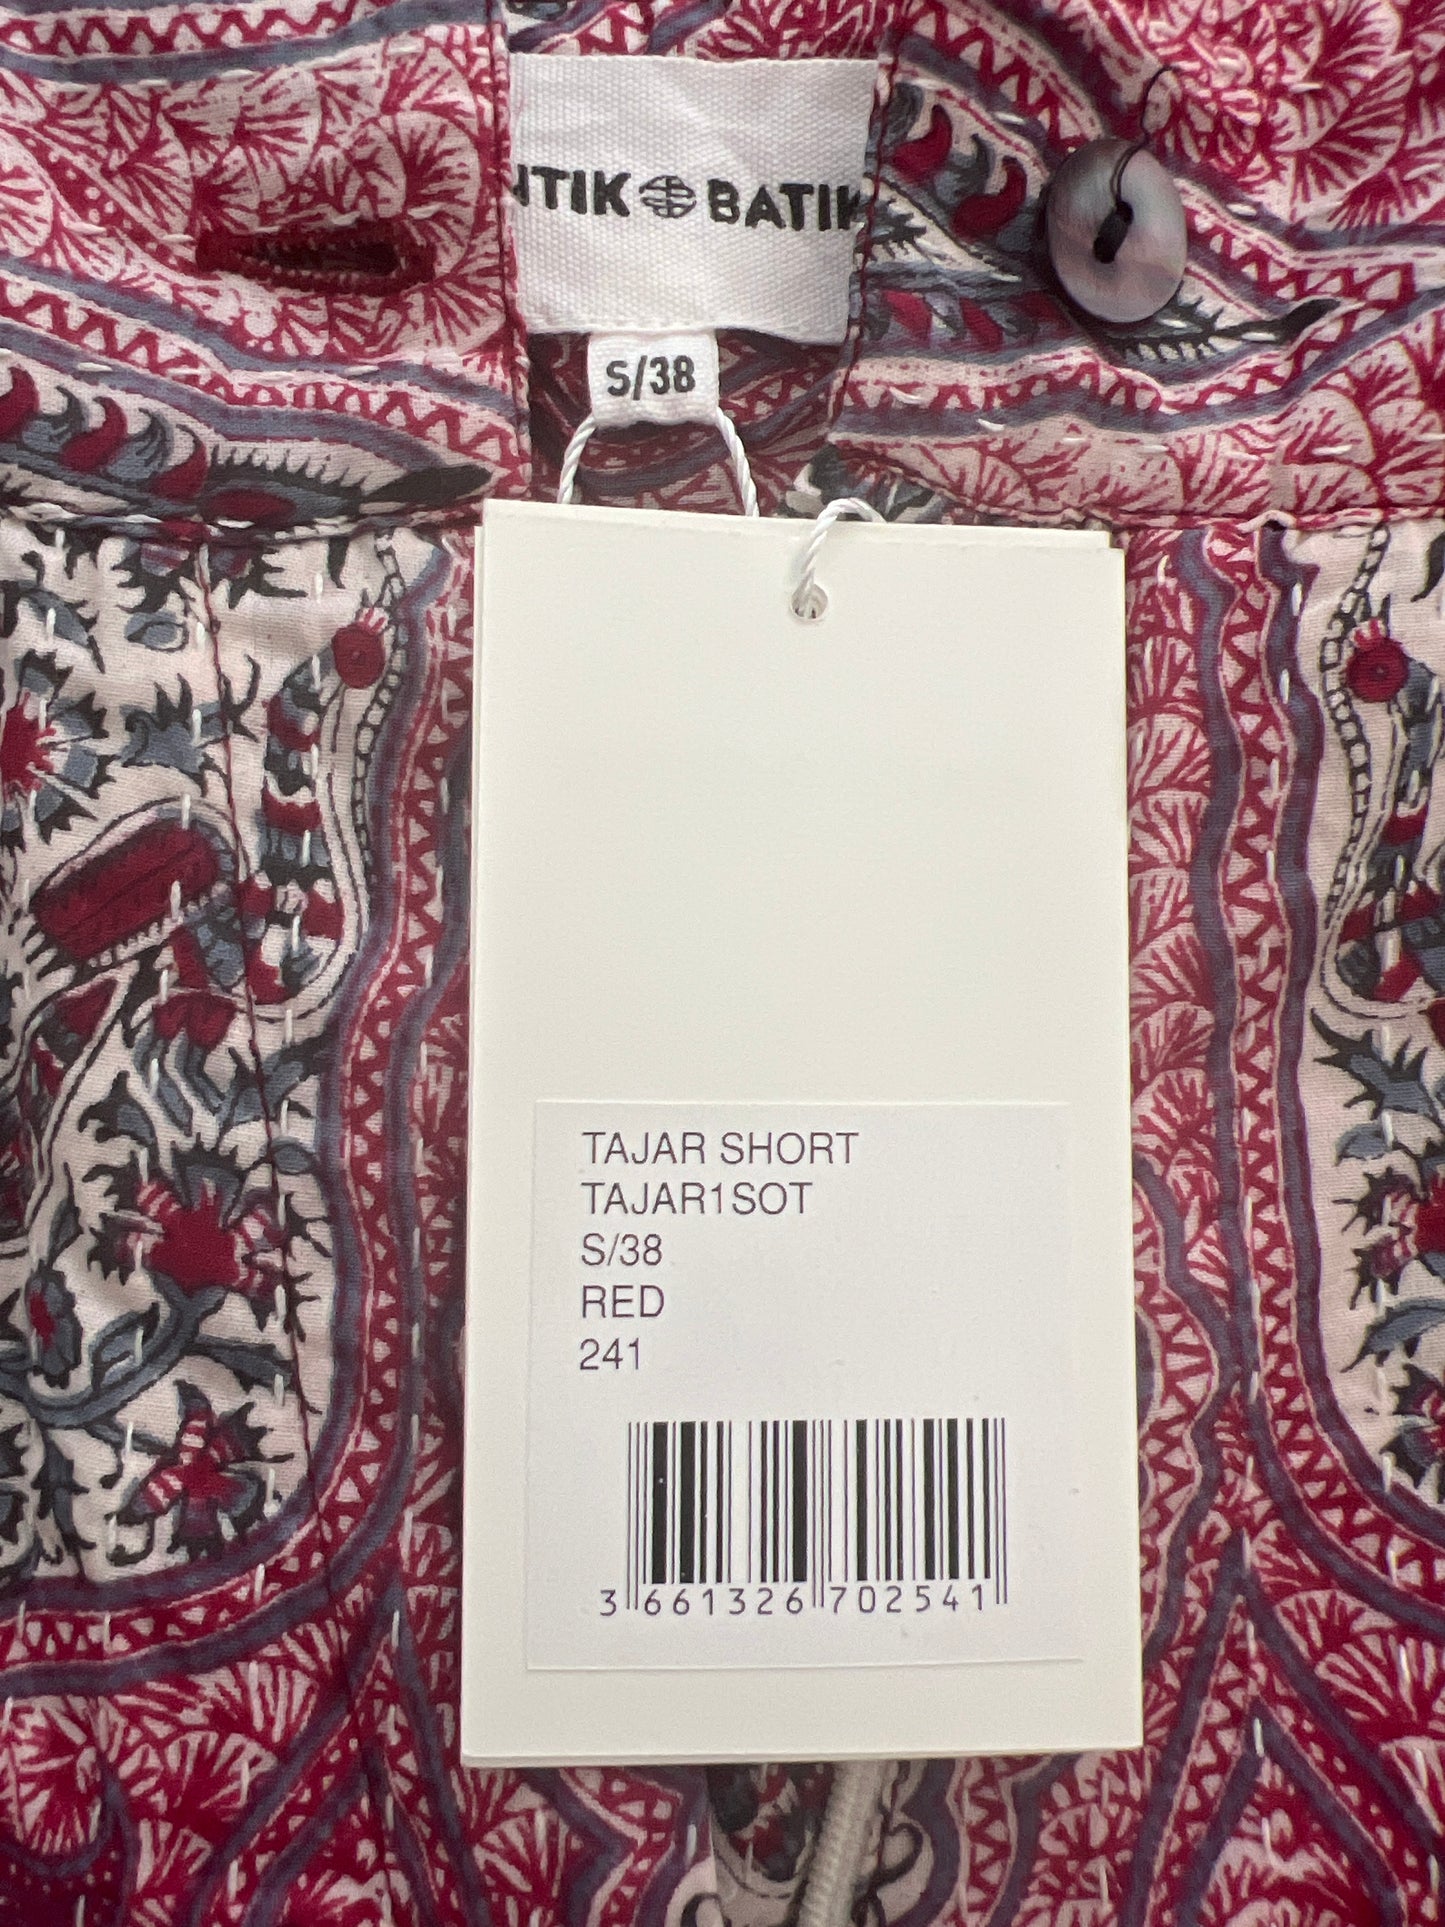 NTIK BATIK
S/38
TAJAR SHORT
TAJAR1SOT
S/38
RED
241
3 661326 702541